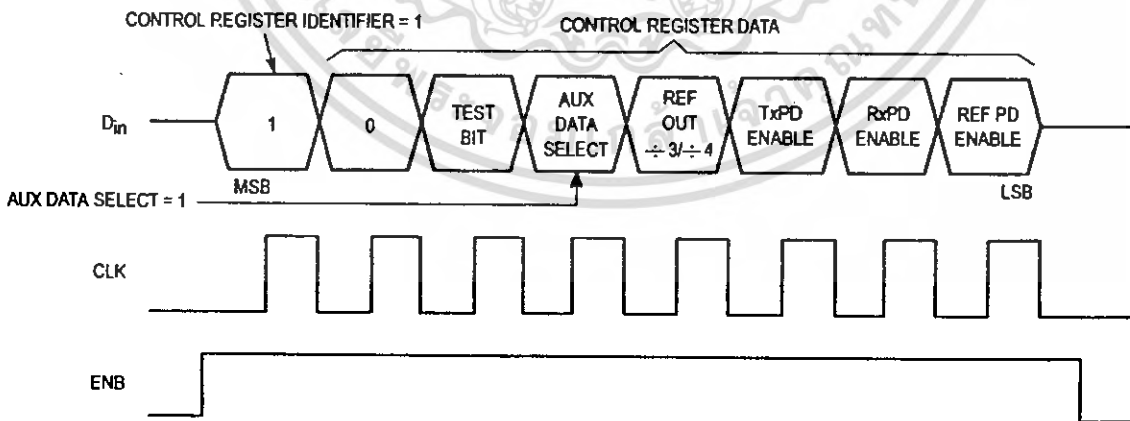 CONTROL REGISTER IDENTIFIER = 1
CONTROL REGISTER DATA
Din
1
0
TEST
BIT
AUX
DATA
SELECT
REF
OUT
÷3/÷4
TxPD
ENABLE
RxPD
ENABLE
REF PD
ENABLE
MSB
LSB
AUX DATA SELECT = 1
CLK
ENB